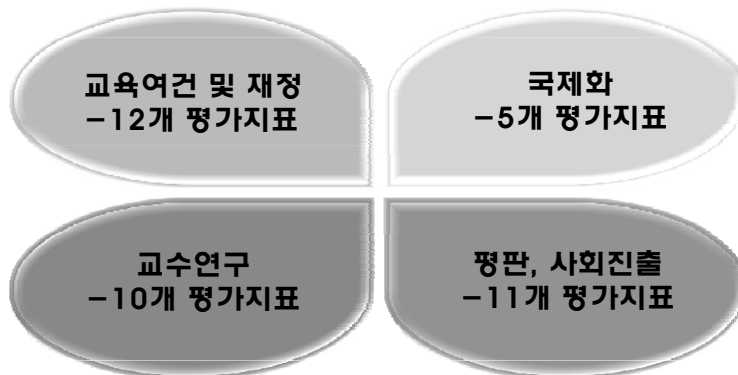 교육여건 및 재정
-12개 평가지표
국제화
-5개 평가지표
교수연구
-10개 평가지표
평판, 사회진출
-11개 평가지표